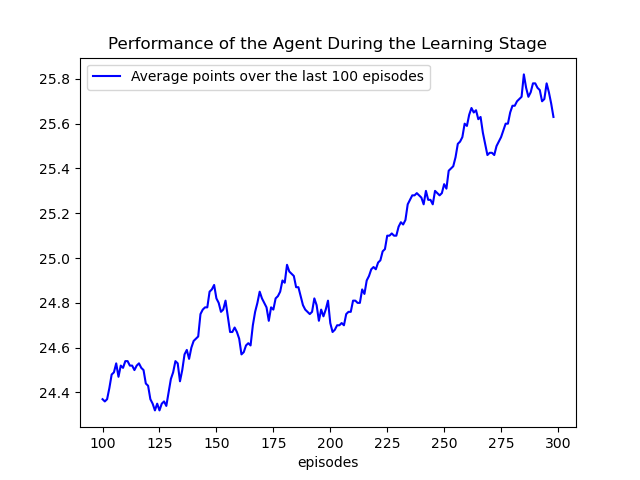 Performance of the Agent During the Learning Stage
Average points over the last 100 episodes
25.8
25.6
25.4
25.2
25.0
24.8
24.6
24.4
100 125 150 175 200 225 250 275 300
episodes